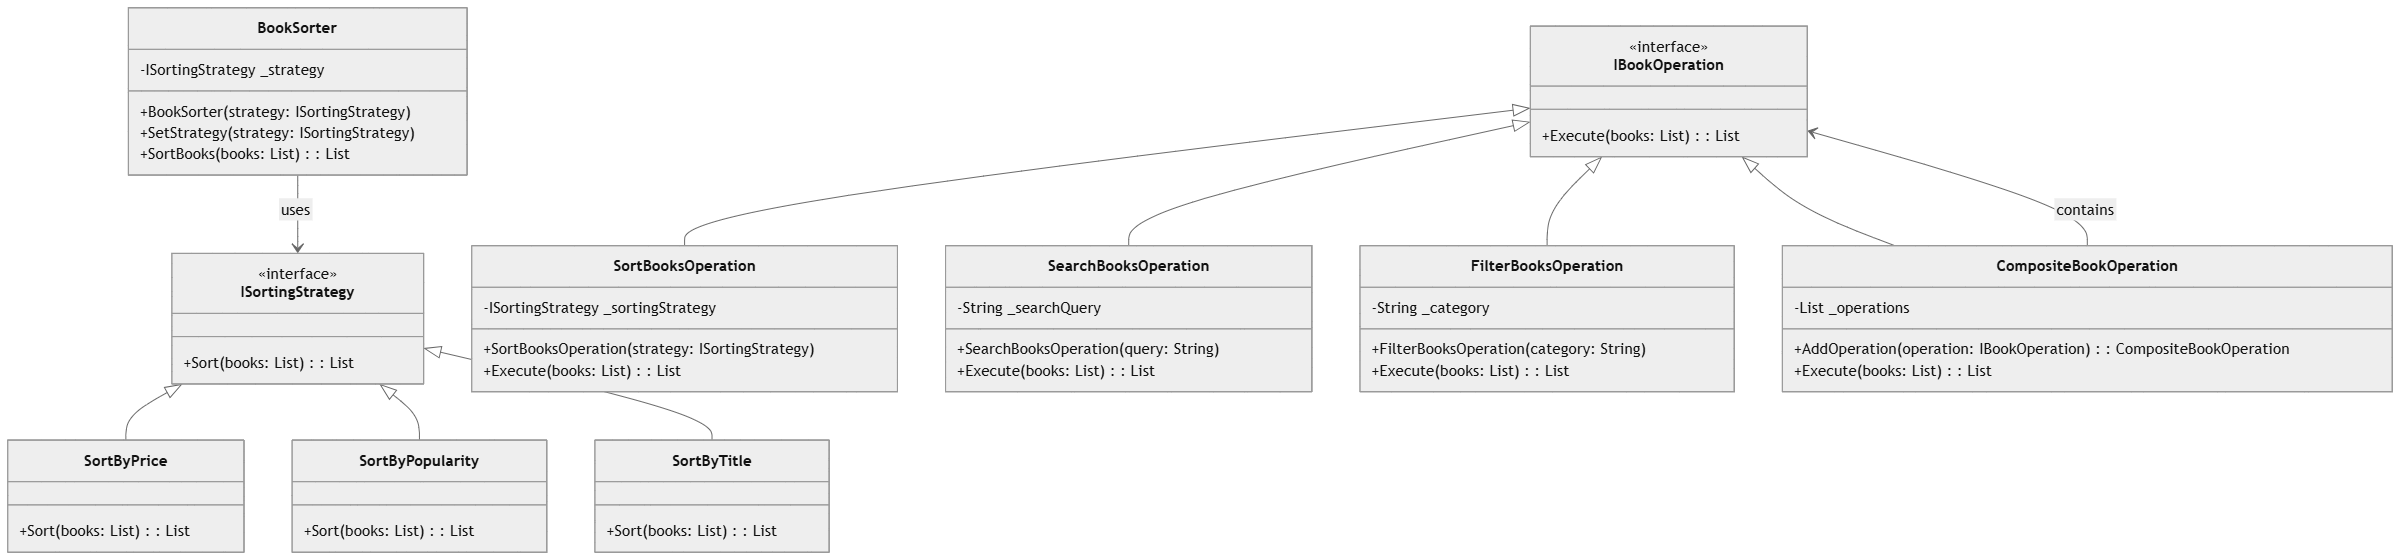 BookSorter
-ISortingStrategy _strategy
+BookSorter(strategy: ISortingStrategy)
+SetStrategy(strategy: ISortingStrategy)
+SortBooks(books: List) : : List
«interface»
IBookOperation
+Execute(books: List) : : List
uses
contains
«interface»
ISortingStrategy
+Sort(books: List) : : List
SortBooksOperation
-ISortingStrategy _sortingStrategy
+SortBooksOperation(strategy: ISortingStrategy)
+Execute(books: List) : : List
SearchBooksOperation
-String _searchQuery
+SearchBooksOperation(query: String)
+Execute(books: List) : : List
FilterBooksOperation
-String _category
+FilterBooksOperation(category: String)
+Execute(books: List) : : List
CompositeBookOperation
-List _operations
+AddOperation(operation: IBookOperation) : : CompositeBookOperation
+Execute(books: List) : : List
SortByPrice
+Sort(books: List) : : List
SortByPopularity
+Sort(books: List) : : List
SortByTitle
+Sort(books: List) : : List